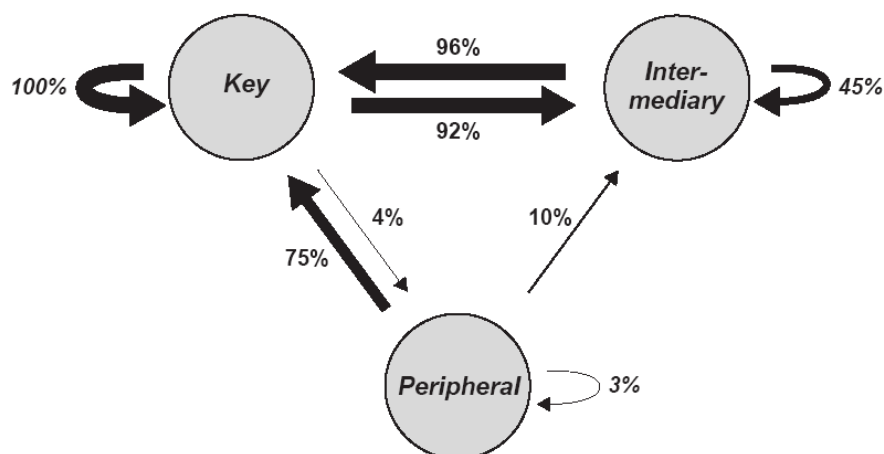 96%
100%
Key
Inter-
mediary
45%
92%
4%
10%
75%
Peripheral
3%